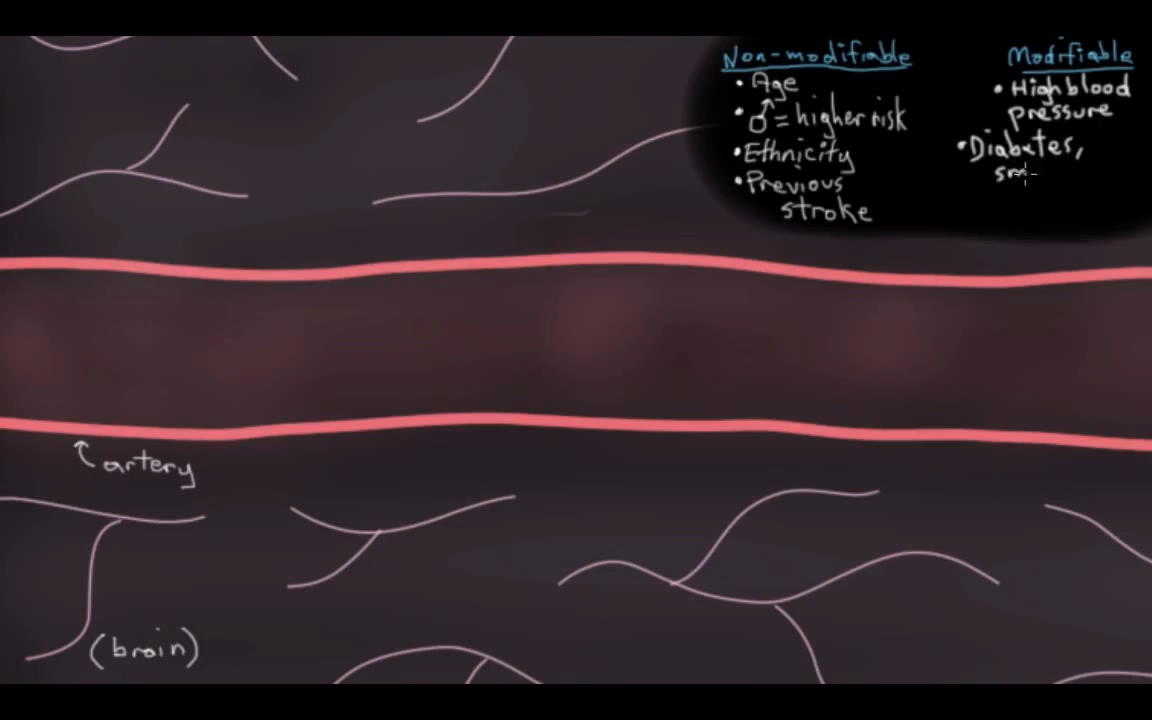 Non-modifiable
• Age
• ♂ = higher risk
• Ethnicity
• Previous
stroke
Modifiable
• High blood
pressure
• Diabetes,
artery
(brain)